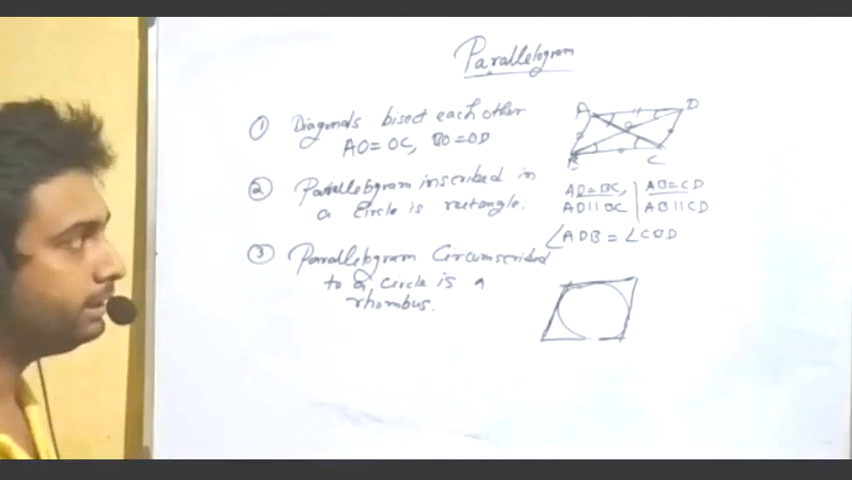 Parallelogram
① Diagonals bisect each other
AO = OC, BO = OD
② Parallelogram inscribed in
a Circle is rectangle.
③ Parallelogram Circumscribed
to a circle is a
rhombus.
A D
O
B C
AD = BC, AB = CD
AD || BC AB || CD
∠ADB = ∠CBD